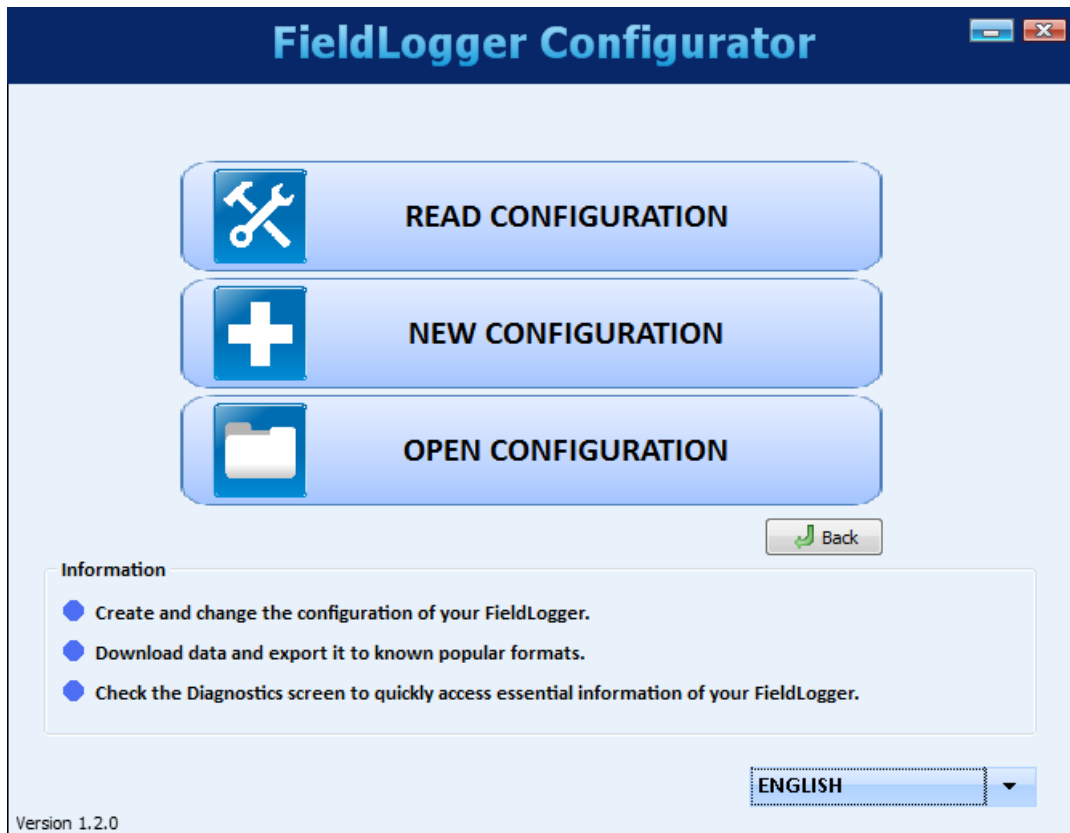 FieldLogger Configurator
READ CONFIGURATION
NEW CONFIGURATION
OPEN CONFIGURATION
Back
Information
Create and change the configuration of your FieldLogger.
Download data and export it to known popular formats.
Check the Diagnostics screen to quickly access essential information of your FieldLogger.
ENGLISH
Version 1.2.0